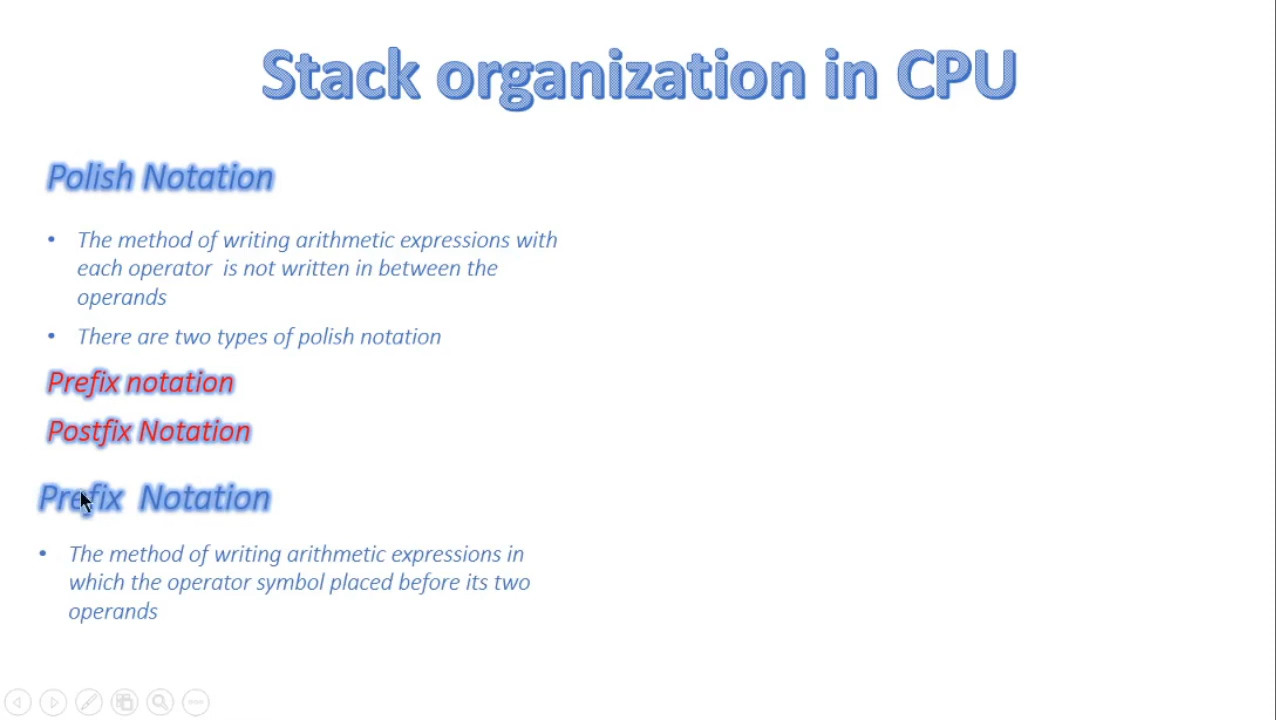 Stack organization in CPU
Polish Notation
• The method of writing arithmetic expressions with
each operator is not written in between the
operands
• There are two types of polish notation
Prefix notation
Postfix Notation
Prefix Notation
• The method of writing arithmetic expressions in
which the operator symbol placed before its two
operands